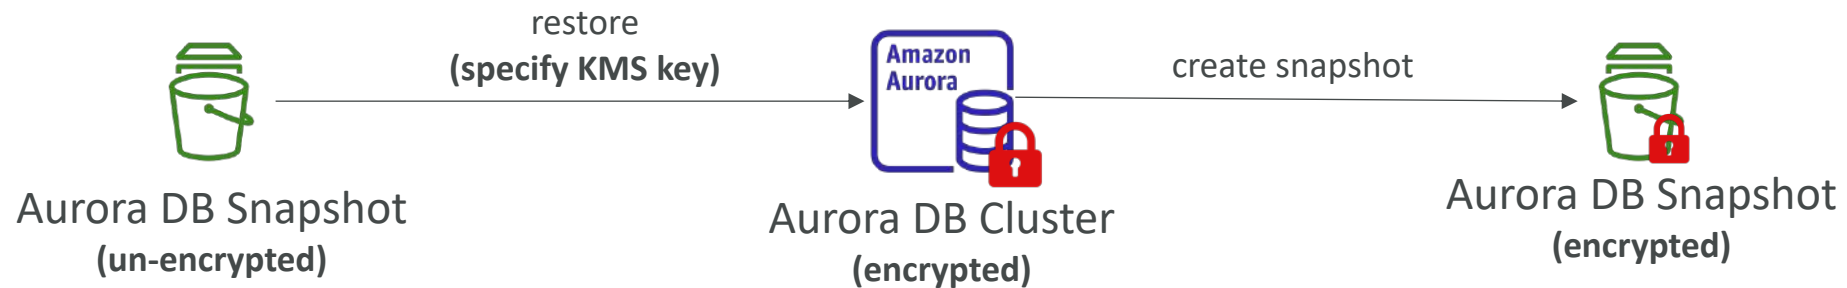 restore
(specify KMS key)
Amazon
Aurora
create snapshot
Aurora DB Snapshot
(un-encrypted)
Aurora DB Cluster
(encrypted)
Aurora DB Snapshot
(encrypted)